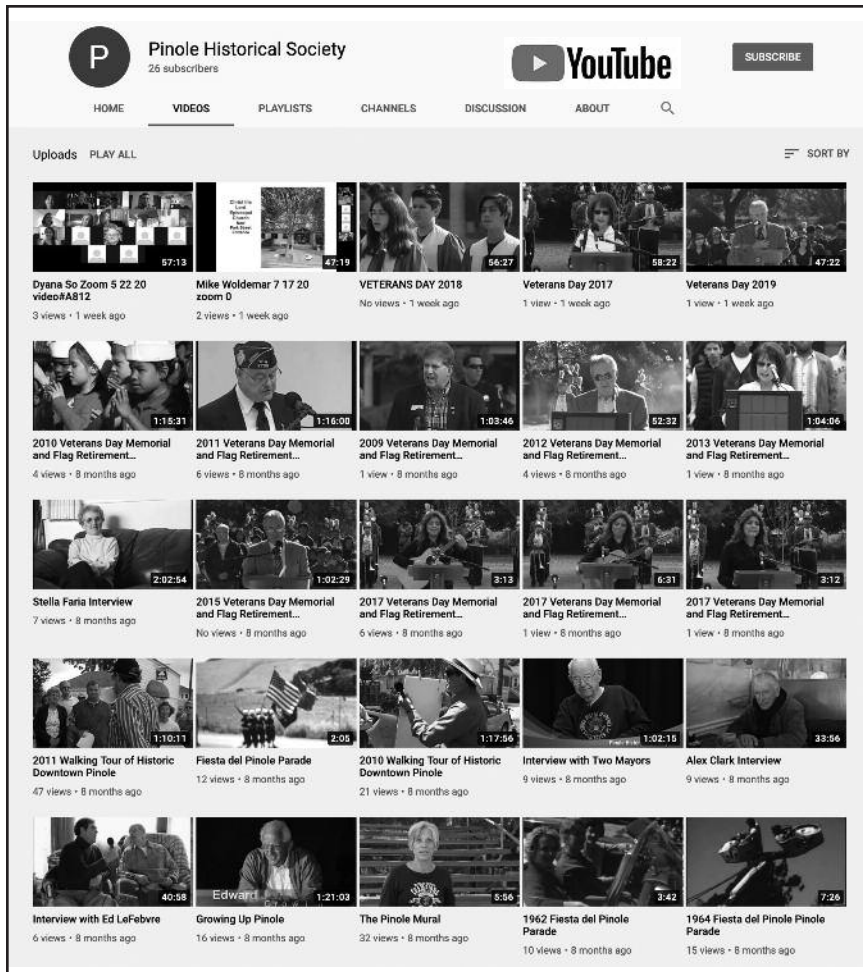 P
Pinole Historical Society
26 subscribers
YouTube
SUBSCRIBE
HOME VIDEOS PLAYLISTS CHANNELS DISCUSSION ABOUT
Uploads PLAY ALL
SORT BY
57:13
Dyana So Zoom 5 22 20
video#A812
3 views • 1 week ago
Christ the
Lord
Episcopal
Church
47:19
Mike Woldemar 7 17 20
zoom 0
2 views • 1 week ago
56:27
VETERANS DAY 2018
No views • 1 week ago
58:22
Veterans Day 2017
1 view • 1 week ago
47:22
Veterans Day 2019
1 view • 1 week ago
1:15:31
2010 Veterans Day Memorial
and Flag Retirement...
4 views • 8 months ago
1:16:00
2011 Veterans Day Memorial
and Flag Retirement...
6 views • 8 months ago
1:03:46
2009 Veterans Day Memorial
and Flag Retirement...
1 view • 8 months ago
52:32
2012 Veterans Day Memorial
and Flag Retirement...
4 views • 8 months ago
1:04:06
2013 Veterans Day Memorial
and Flag Retirement...
1 view • 8 months ago
2:02:54
Stella Faria Interview
7 views • 8 months ago
1:02:29
2015 Veterans Day Memorial
and Flag Retirement...
No views • 8 months ago
3:13
2017 Veterans Day Memorial
and Flag Retirement...
6 views • 8 months ago
6:31
2017 Veterans Day Memorial
and Flag Retirement...
1 view • 8 months ago
3:12
2017 Veterans Day Memorial
and Flag Retirement...
1 view • 8 months ago
1:10:11
2011 Walking Tour of Historic
Downtown Pinole
47 views • 8 months ago
2:05
Fiesta del Pinole Parade
12 views • 8 months ago
1:17:56
2010 Walking Tour of Historic
Downtown Pinole
21 views • 8 months ago
1:02:15
Interview with Two Mayors
9 views • 8 months ago
33:56
Alex Clark Interview
9 views • 8 months ago
40:58
Interview with Ed LeFebvre
6 views • 8 months ago
Edward
1:21:03
Growing Up Pinole
16 views • 8 months ago
5:56
The Pinole Mural
32 views • 8 months ago
3:42
1962 Fiesta del Pinole
Parade
10 views • 8 months ago
7:26
1964 Fiesta del Pinole Pinole
Parade
15 views • 8 months ago